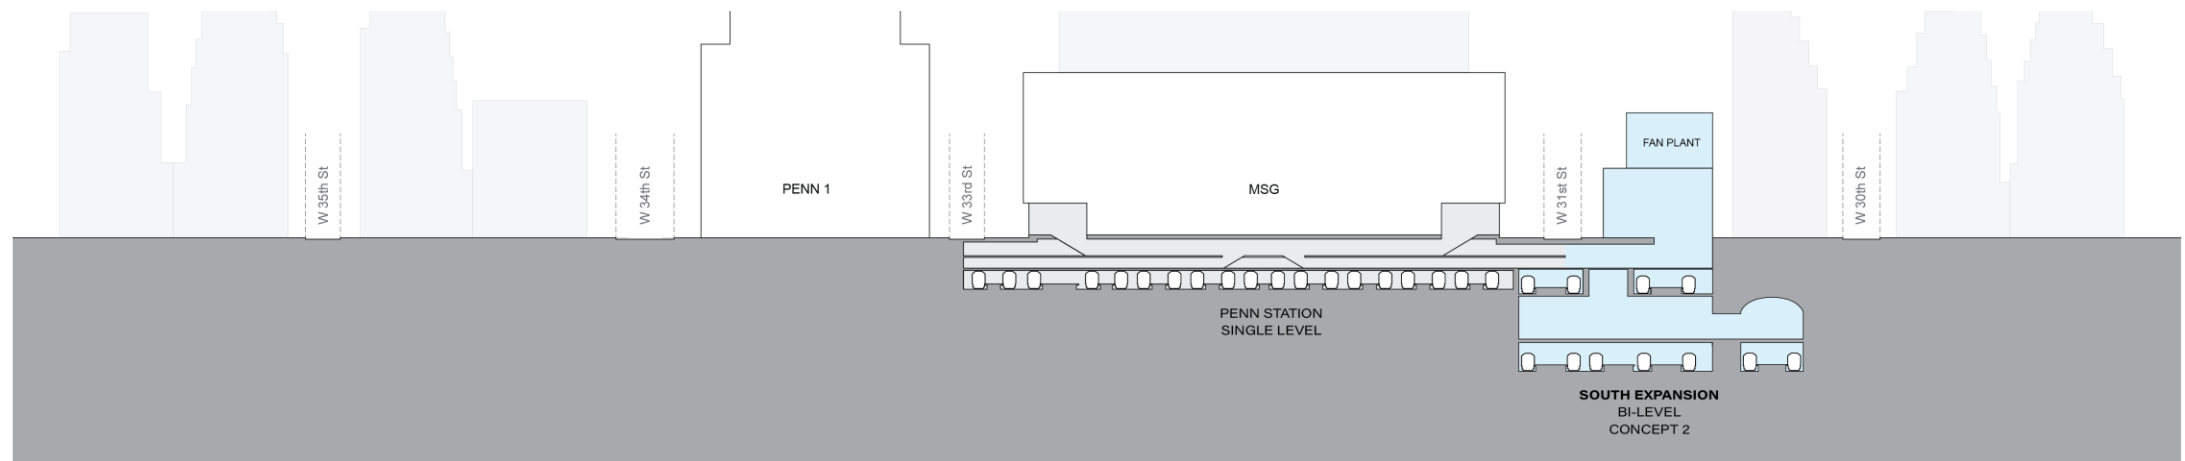 W 35th St
W 34th St
PENN 1
W 33rd St
MSG
W 31st St
FAN PLANT
W 30th St
PENN STATION
SINGLE LEVEL
SOUTH EXPANSION
BI-LEVEL
CONCEPT 2